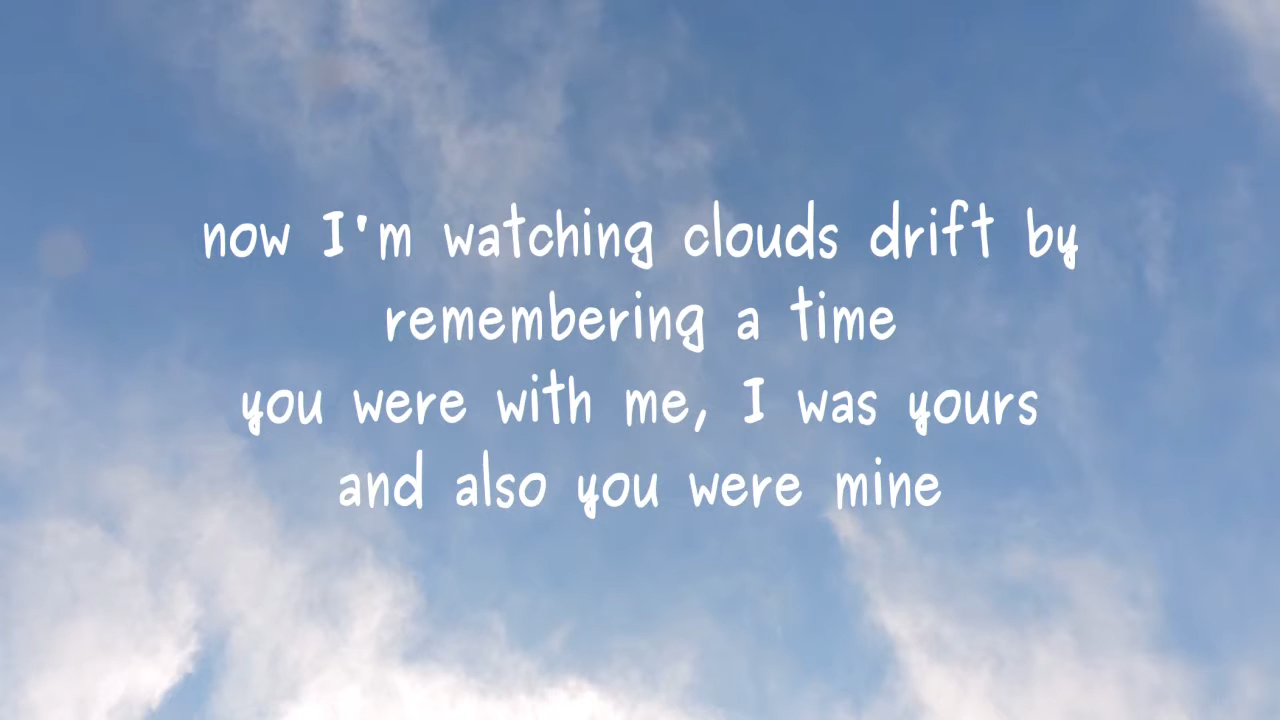 now I'm watching clouds drift by
remembering a time
you were with me, I was yours
and also you were mine